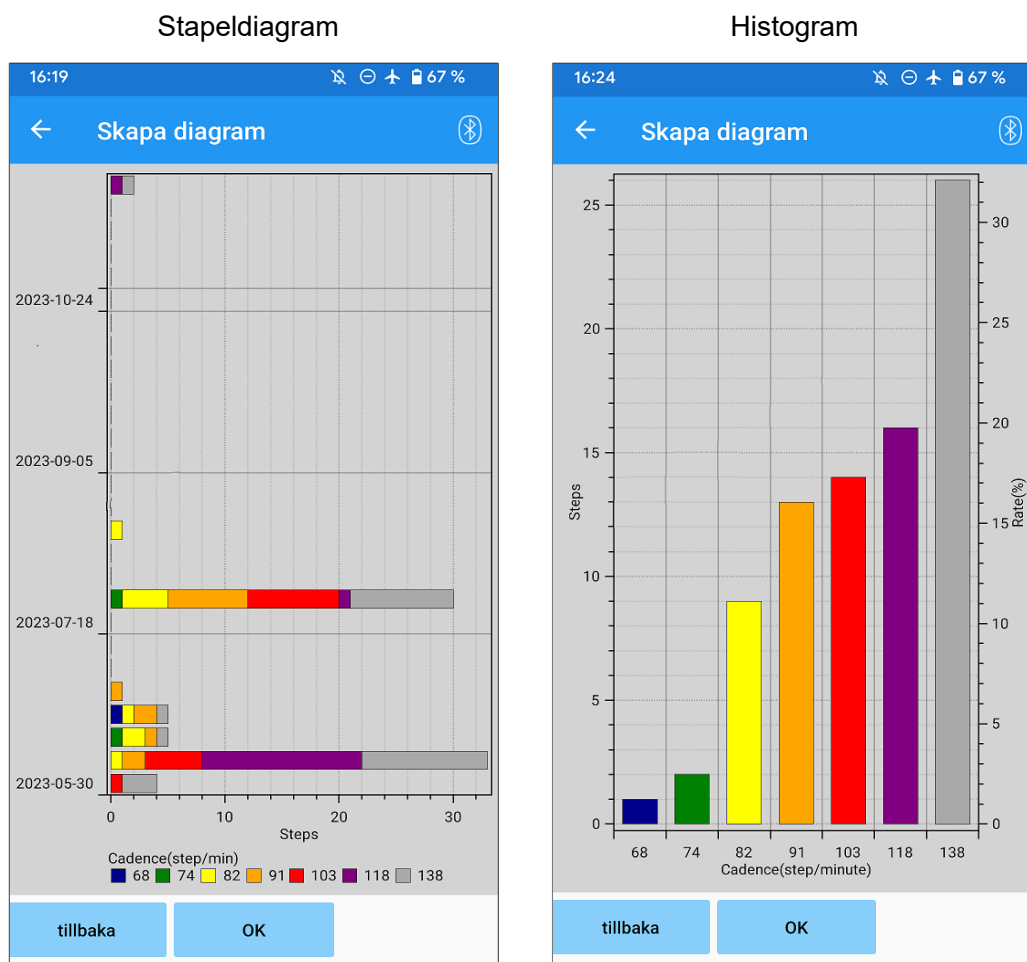 Stapeldiagram
16:19
67 %
Skapa diagram
2023-10-24
2023-09-05
2023-07-18
2023-05-30
0 10 20 30
Steps
Cadence(step/min)
68 74 82 91 103 118 138
tillbaka OK
Histogram
16:24
67 %
Skapa diagram
25
20
15
10
5
0
Steps
30
25
20
15
10
5
0
Rate(%)
68 74 82 91 103 118 138
Cadence(step/minute)
tillbaka OK